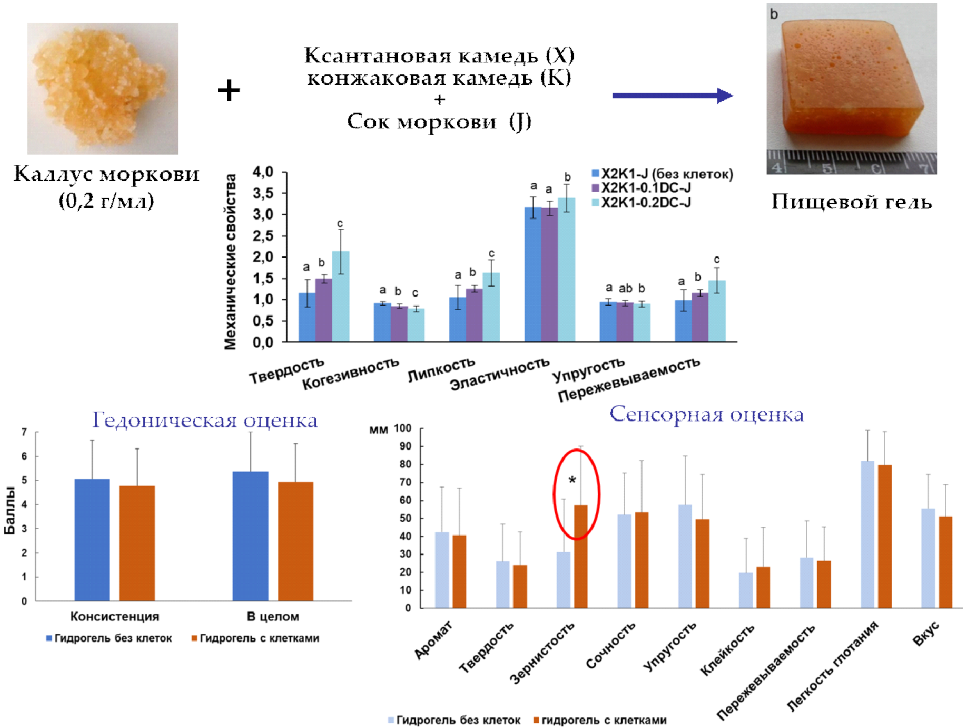 Каллус моркови
(0,2 г/мл)
+
Ксантановая камедь (X)
конжаковая камедь (К)
+
Сок моркови (J)
b
4 5 6 7
Пищевой гель
Механические свойства
4,0
3,5
3,0
2,5
2,0
1,5
1,0
0,5
0,0
X2K1-J (без клеток)
X2K1-0.1DC-J
X2K1-0.2DC-J
a b c
a b c
a b c
a a b
a ab b
a b c
Твердость
Когезивность
Липкость
Эластичность
Упругость
Пережевываемость
Гедоническая оценка
Баллы
7
6
5
4
3
2
1
0
Консистенция В целом
Гидрогель без клеток Гидрогель с клетками
Сенсорная оценка
мм
100
90
80
70
60
50
40
30
20
10
0
*
Аромат
Твердость
Зернистость
Сочность
Упругость
Клейкость
Пережевываемость
Легкость глотания
Вкус
Гидрогель без клеток гидрогель с клетками